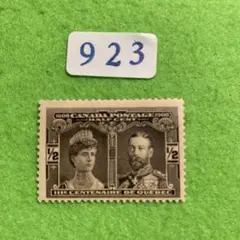 923
CANADA POSTAGE
1608 HALF CENT 1908
½ ½
IIIE CENTENAIRE DE QUEBEC